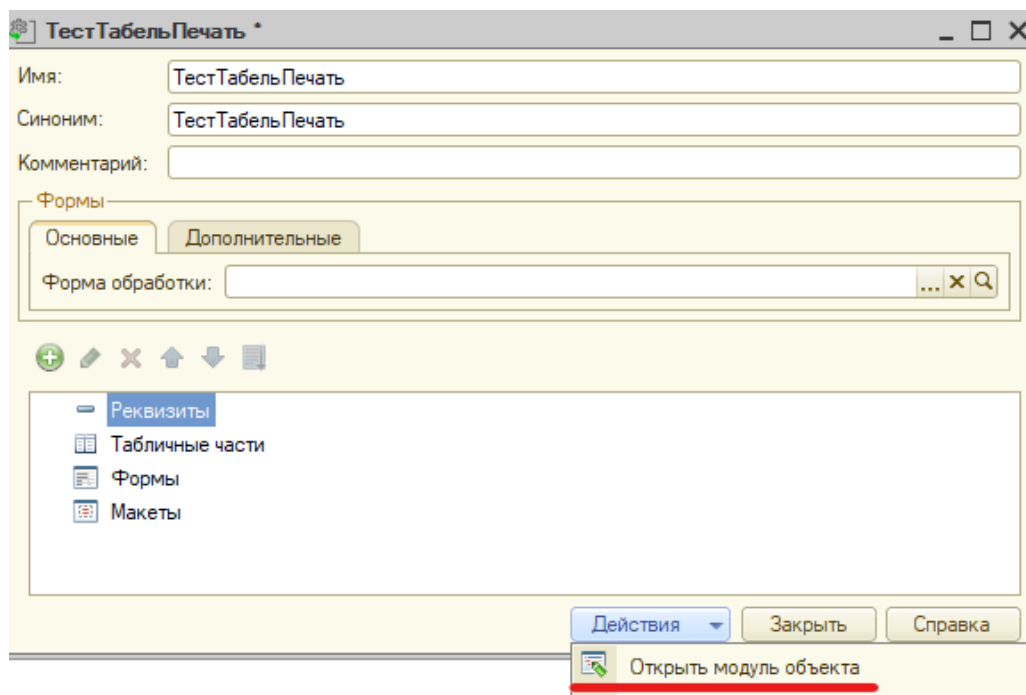 ТестТабельПечать *
Имя: ТестТабельПечать
Синоним: ТестТабельПечать
Комментарий:
Формы
Основные Дополнительные
Форма обработки: ...
Реквизиты
Табличные части
Формы
Макеты
Действия Закрыть Справка
Открыть модуль объекта